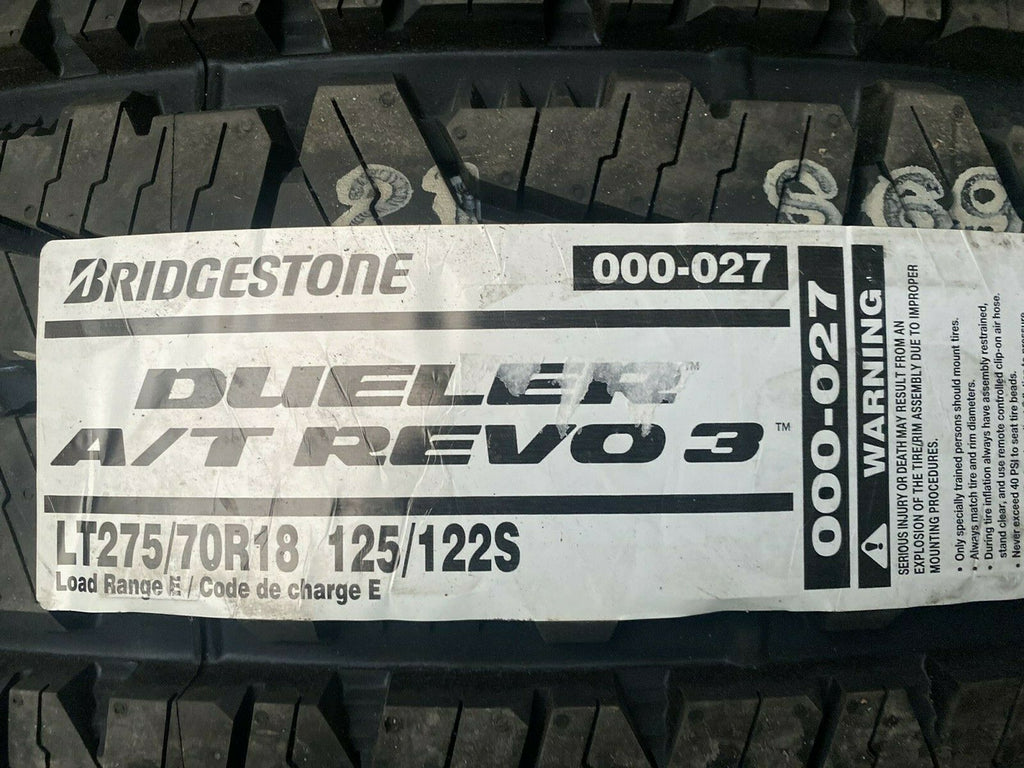 BRIDGESTONE
000-027
DUELER™
A/T REVO 3™
LT275/70R18 125/122S
Load Range E / Code de charge E
000-027
WARNING
SERIOUS INJURY OR DEATH MAY RESULT FROM AN
EXPLOSION OF THE TIRE/RIM ASSEMBLY DUE TO IMPROPER
MOUNTING PROCEDURES.
• Only specially trained persons should mount tires.
• Always match tire and rim diameters.
• During tire inflation always have assembly restrained,
stand clear, and use remote controlled clip-on air hose.
• Never exceed 40 PSI to seat tire beads.